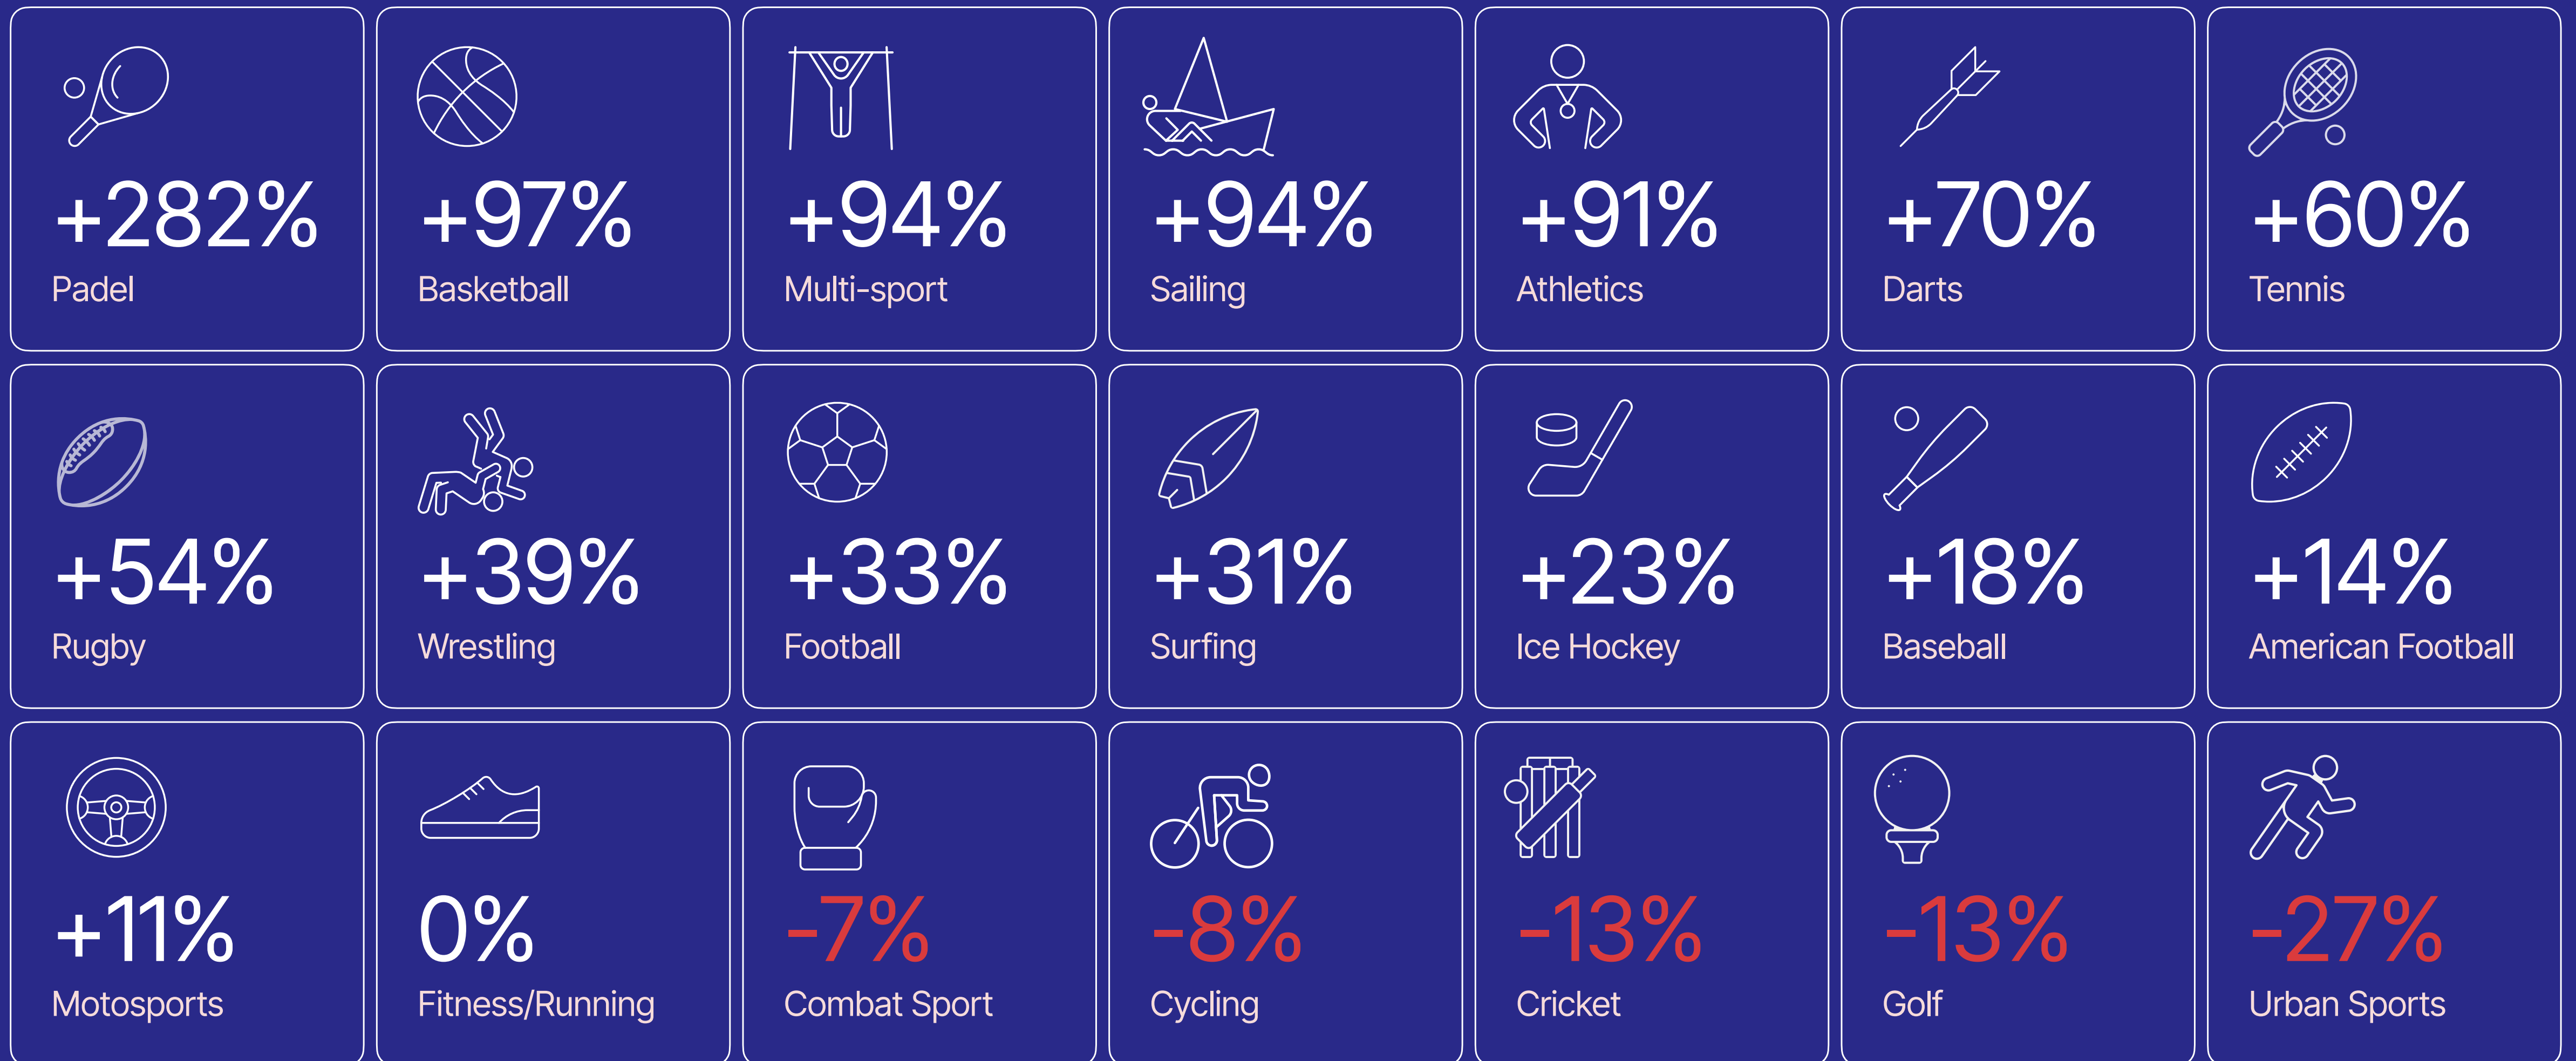 +282%
Padel
+97%
Basketball
+94%
Multi-sport
+94%
Sailing
+91%
Athletics
+70%
Darts
+60%
Tennis
+54%
Rugby
+39%
Wrestling
+33%
Football
+31%
Surfing
+23%
Ice Hockey
+18%
Baseball
+14%
American Football
+11%
Motosports
0%
Fitness/Running
-7%
Combat Sport
-8%
Cycling
-13%
Cricket
-13%
Golf
-27%
Urban Sports